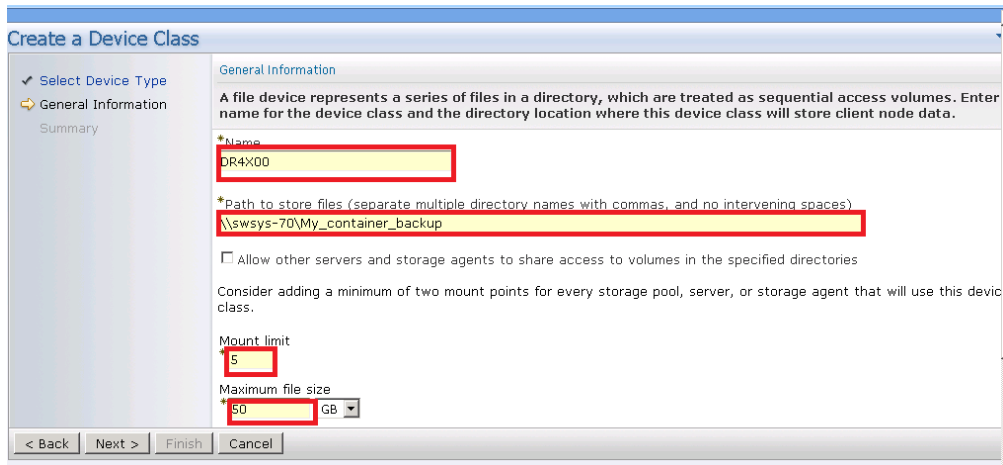 Create a Device Class
Select Device Type
General Information
Summary
General Information
A file device represents a series of files in a directory, which are treated as sequential access volumes. Enter
name for the device class and the directory location where this device class will store client node data.
*Name
DR4X00
*Path to store files (separate multiple directory names with commas, and no intervening spaces)
\\swsys-70\My_container_backup
Allow other servers and storage agents to share access to volumes in the specified directories
Consider adding a minimum of two mount points for every storage pool, server, or storage agent that will use this devic
class.
Mount limit
*5
Maximum file size
*50 GB
< Back Next > Finish Cancel